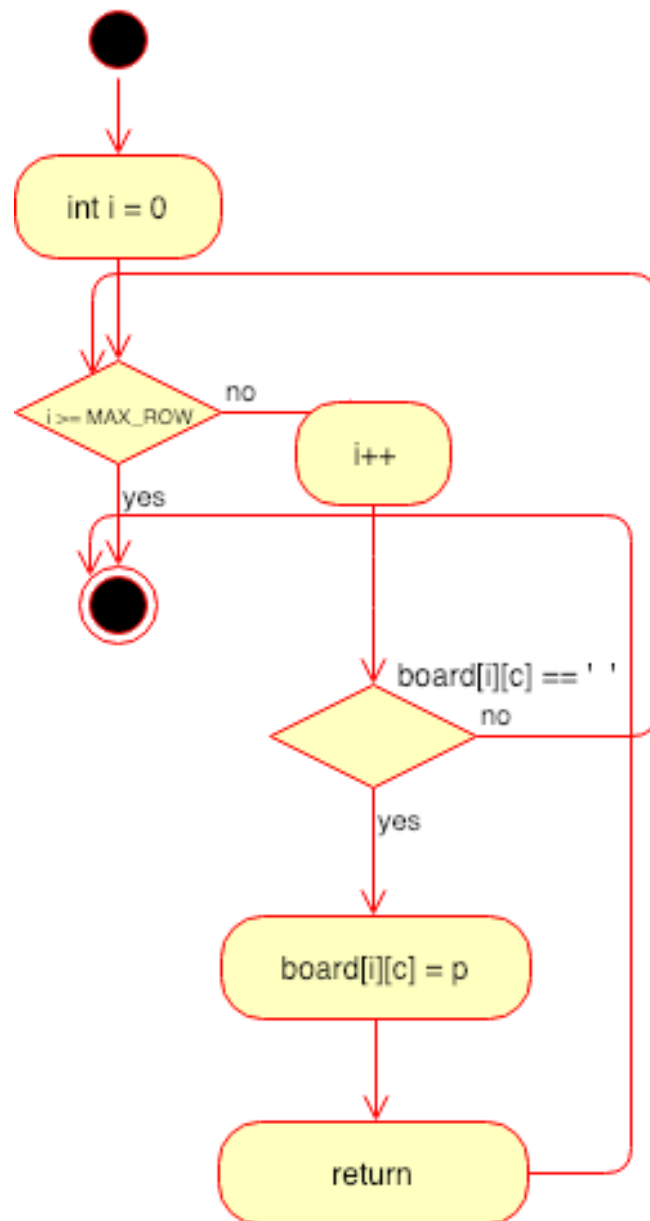 int i = 0
no
i >= MAX_ROW
i++
yes
board[i][c] == ' '
no
yes
board[i][c] = p
return